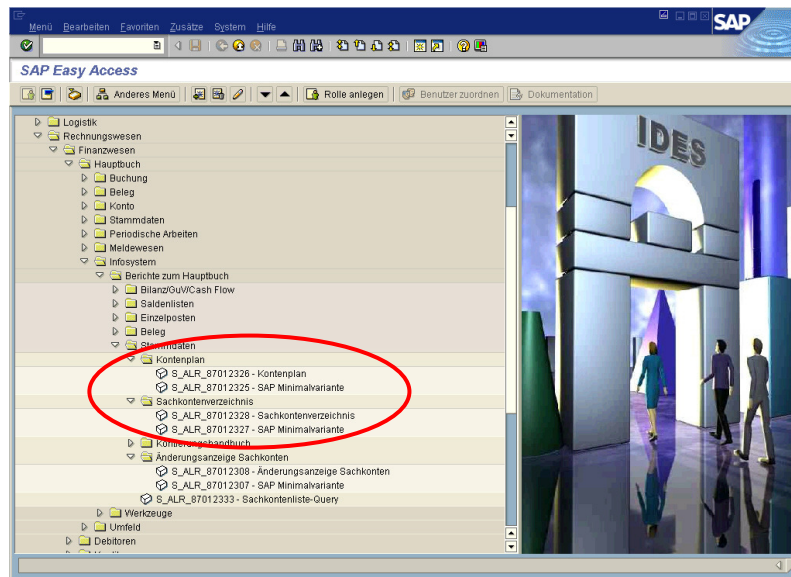 Menü Bearbeiten Favoriten Zusätze System Hilfe
SAP
SAP Easy Access
Anderes Menü Rolle anlegen Benutzer zuordnen Dokumentation
Logistik
Rechnungswesen
Finanzwesen
Hauptbuch
Buchung
Beleg
Konto
Stammdaten
Periodische Arbeiten
Meldewesen
Infosystem
Berichte zum Hauptbuch
Bilanz/GuV/Cash Flow
Saldenlisten
Einzelposten
Beleg
Stammdaten
Kontenplan
S_ALR_87012326 - Kontenplan
S_ALR_87012325 - SAP Minimalvariante
Sachkontenverzeichnis
S_ALR_87012328 - Sachkontenverzeichnis
S_ALR_87012327 - SAP Minimalvariante
Kontierungshandbuch
Änderungsanzeige Sachkonten
S_ALR_87012308 - Änderungsanzeige Sachkonten
S_ALR_87012307 - SAP Minimalvariante
S_ALR_87012333 - Sachkontenliste-Query
Werkzeuge
Umfeld
Debitoren
IDES